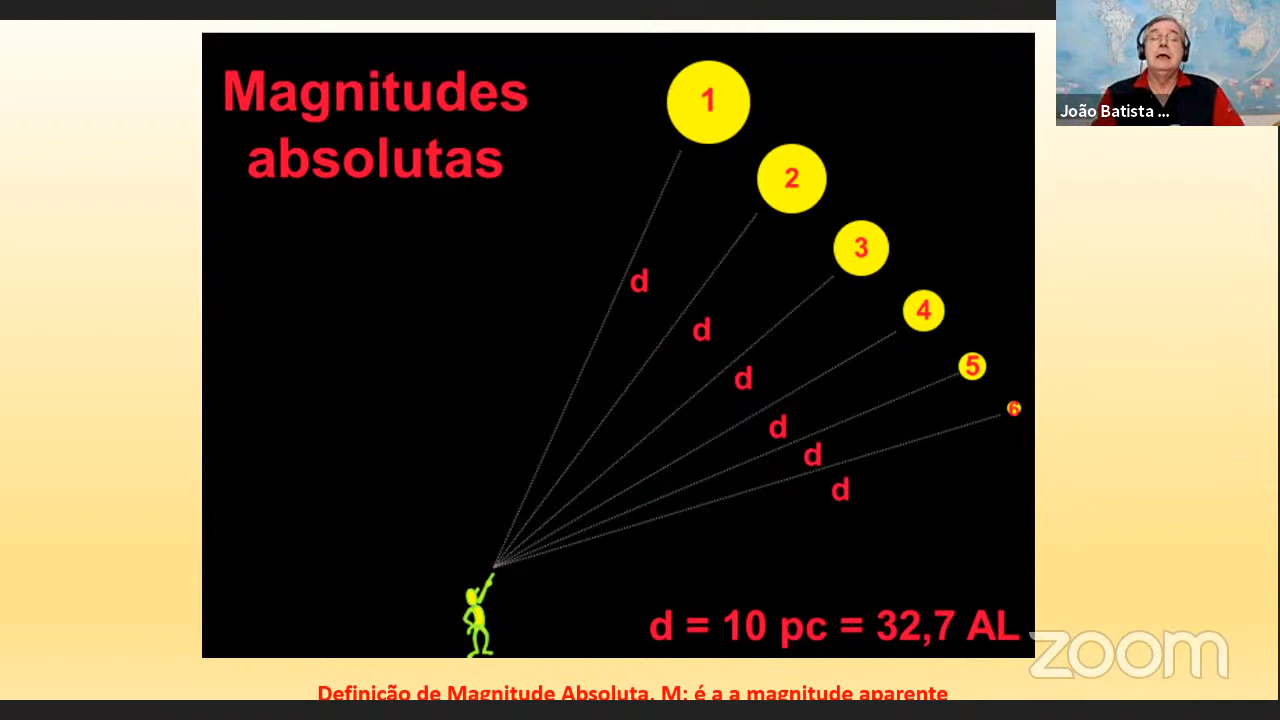 Magnitudes
absolutas
1
2
3
4
5
6
d
d
d
d
d
d
d = 10 pc = 32,7 AL
Definição de Magnitude Absoluta, M: é a a magnitude aparente
João Batista ...
zoom